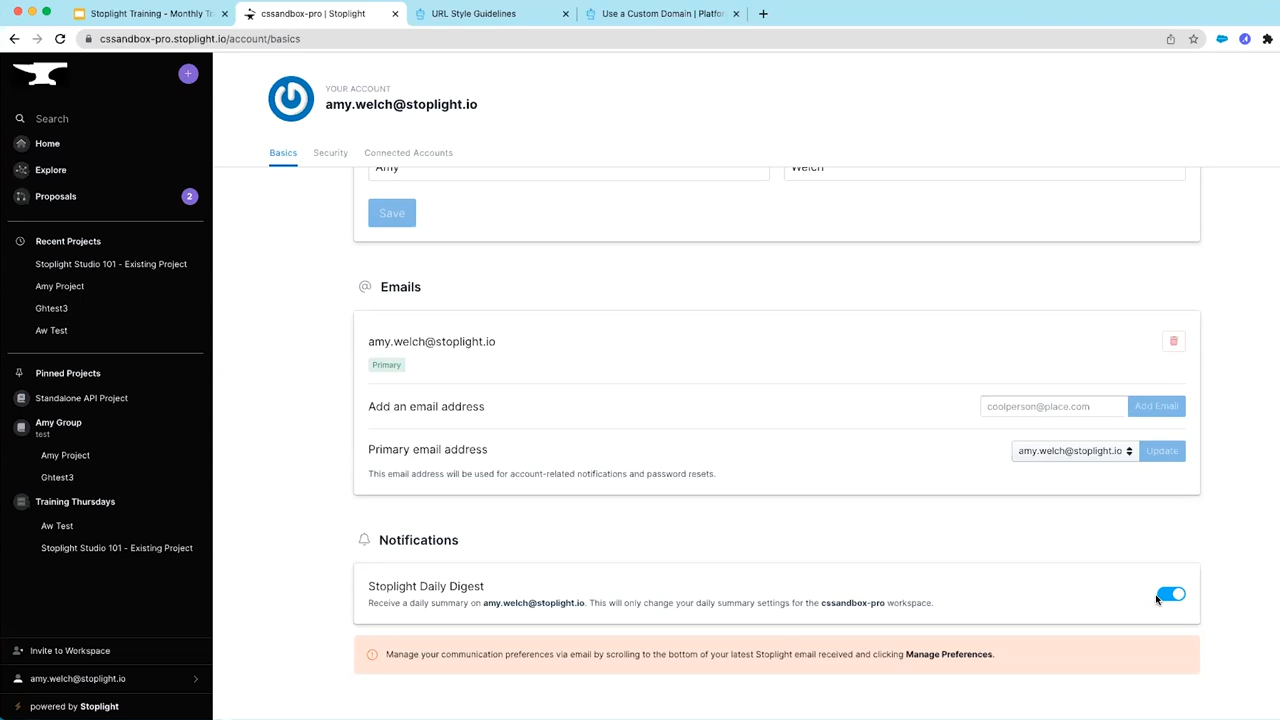 Stoplight Training - Monthly Tr
cssandbox-pro | Stoplight
URL Style Guidelines
Use a Custom Domain | Platfor
cssandbox-pro.stoplight.io/account/basics
Search
Home
Explore
Proposals
2
Recent Projects
Stoplight Studio 101 - Existing Project
Amy Project
Ghtest3
Aw Test
Pinned Projects
Standalone API Project
Amy Group
test
Amy Project
Ghtest3
Training Thursdays
Aw Test
Stoplight Studio 101 - Existing Project
Invite to Workspace
amy.welch@stoplight.io
powered by Stoplight
YOUR ACCOUNT
amy.welch@stoplight.io
Basics
Security
Connected Accounts
Amy
Welch
Save
Emails
amy.welch@stoplight.io
Primary
Add an email address
coolperson@place.com
Add Email
Primary email address
amy.welch@stoplight.io
Update
This email address will be used for account-related notifications and password resets.
Notifications
Stoplight Daily Digest
Receive a daily summary on amy.welch@stoplight.io. This will only change your daily summary settings for the cssandbox-pro workspace.
Manage your communication preferences via email by scrolling to the bottom of your latest Stoplight email received and clicking Manage Preferences.